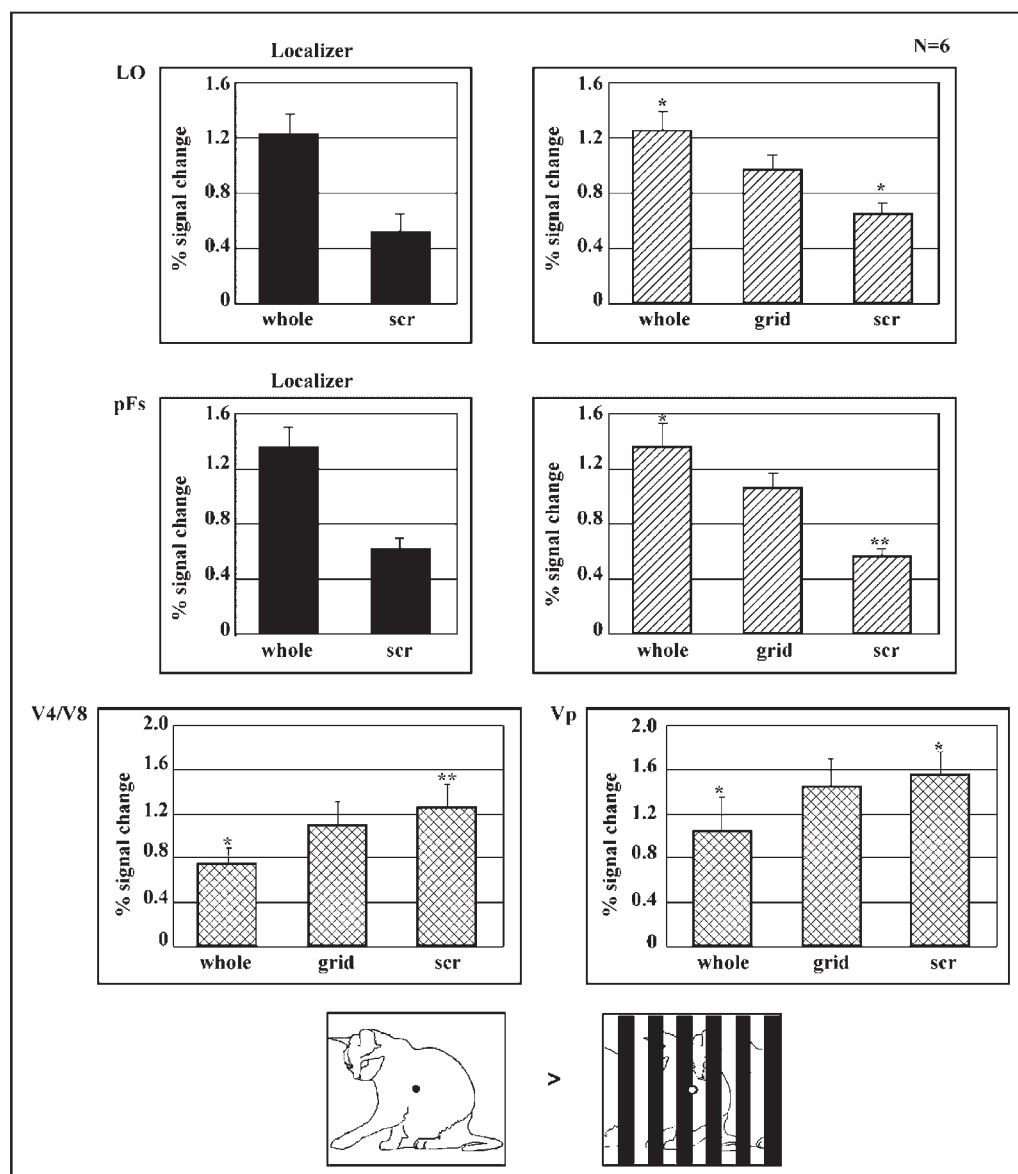 Localizer
N=6
LO
1.6
1.2
0.8
0.4
0
% signal change
whole scr
1.6
1.2
0.8
0.4
0
% signal change
* *
whole grid scr
Localizer
pFs
1.6
1.2
0.8
0.4
0
% signal change
whole scr
1.6
1.2
0.8
0.4
0
% signal change
* **
whole grid scr
V4/V8
2.0
1.6
1.2
0.8
0.4
0
% signal change
* **
whole grid scr
Vp
2.0
1.6
1.2
0.8
0.4
0
% signal change
* *
whole grid scr
>